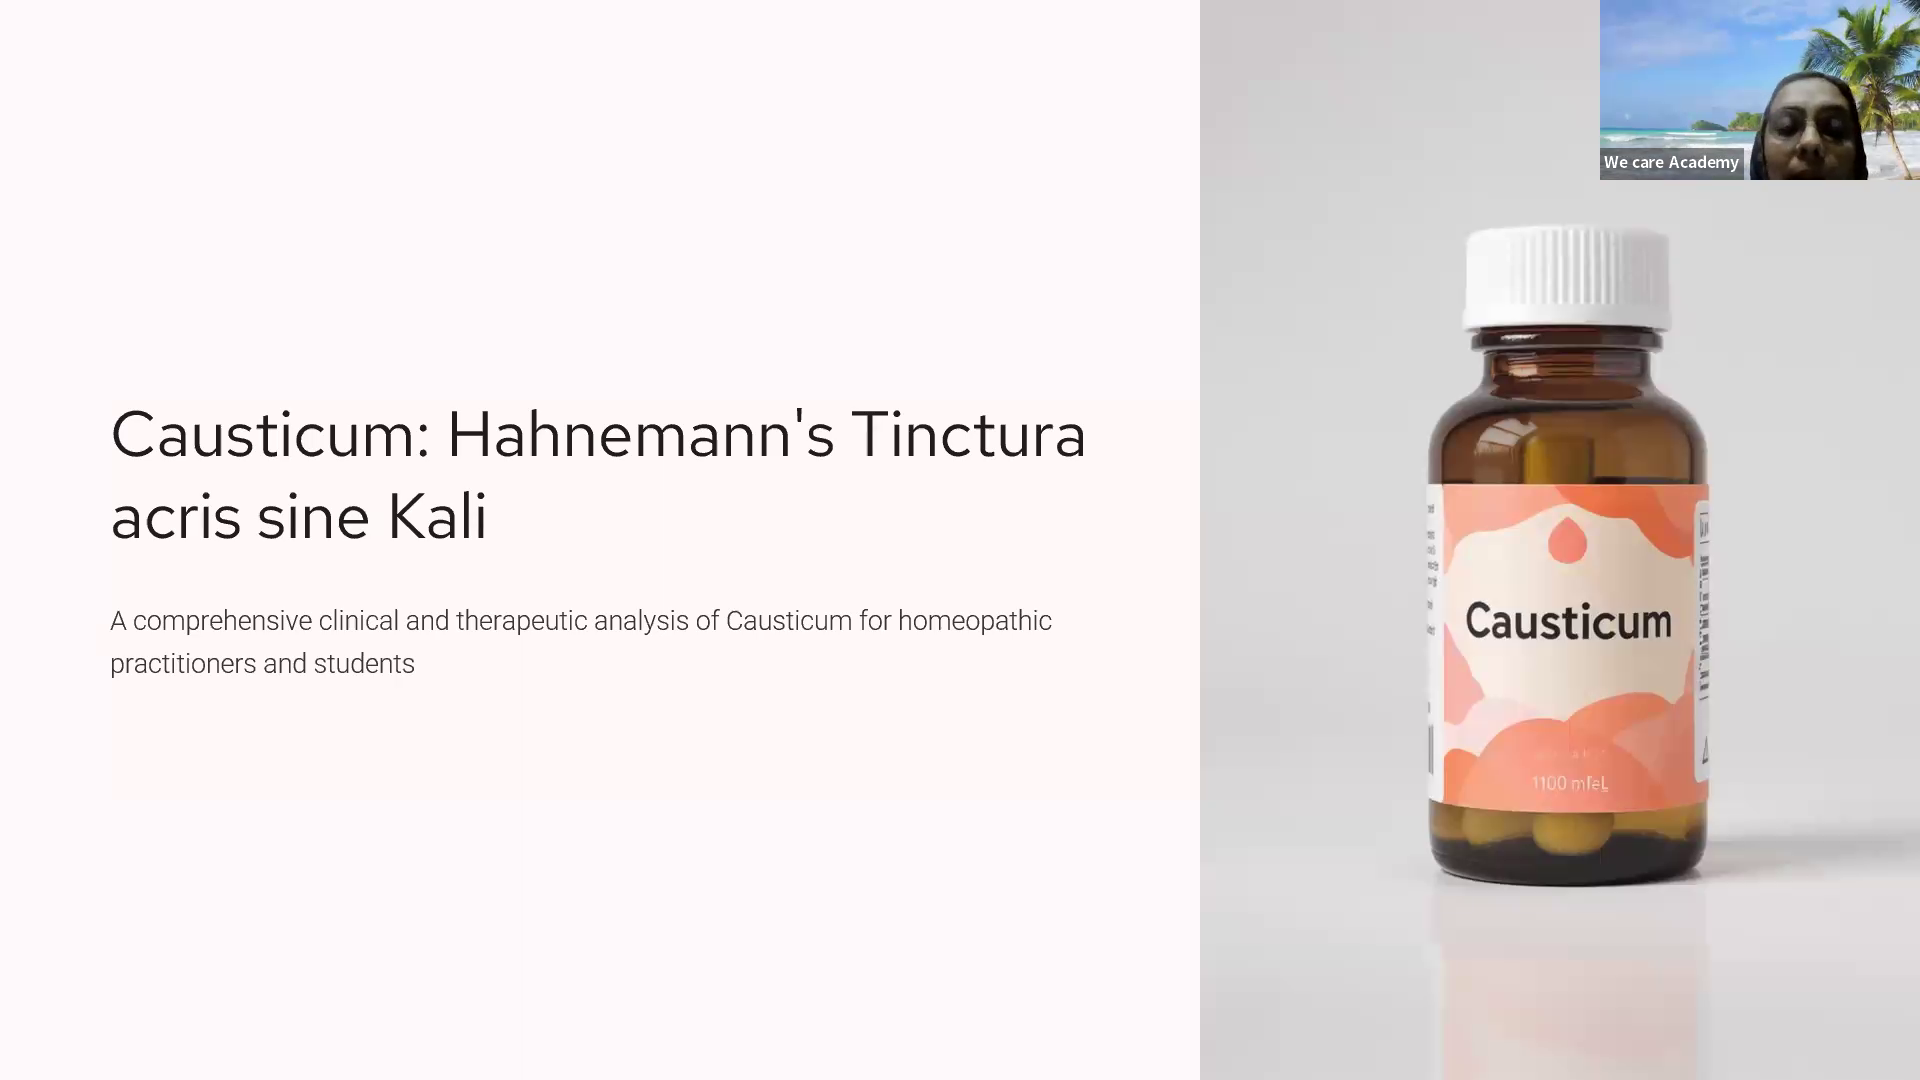 We care Academy
Causticum: Hahnemann's Tinctura
acris sine Kali
A comprehensive clinical and therapeutic analysis of Causticum for homeopathic
practitioners and students
Causticum